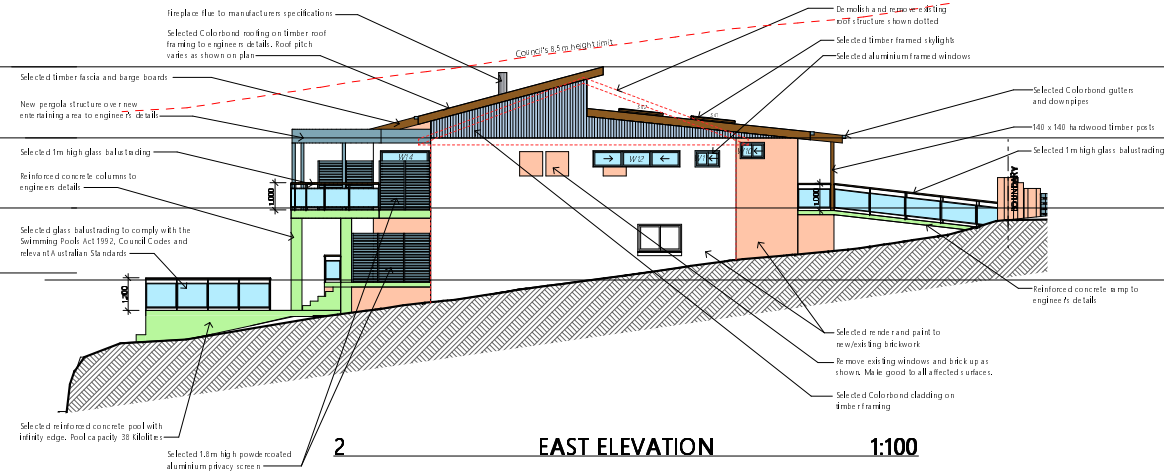 Fireplace flue to manufacturers specifications
Selected Colorbond roofing on timber roof
framing to engineers details. Roof pitch
varies as shown on plan
Selected timber fascia and barge boards
New pergola structure over new
entertaining area to engineer's details
Selected 1m high glass balustrading
Reinforced concrete columns to
engineers details
Selected glass balustrading to comply with the
Swimming Pools Act 1992, Council Codes and
relevant Australian Standards
Selected reinforced concrete pool with
infinity edge. Pool capacity 38 Kilolitres
Selected 1.8m high powdercoated
aluminium privacy screen
Council's 8.5m height limit
Demolish and remove existing
roof structure shown dotted
Selected timber framed skylights
Selected aluminium framed windows
Selected Colorbond gutters
and downpipes
140 x 140 hardwood timber posts
Selected 1m high glass balustrading
BOUNDARY
W14
W12
1,000
1,000
1,200
Reinforced concrete ramp to
engineer's details
Selected render and paint to
new/existing brickwork
Remove existing windows and brick up as
shown. Make good to all affected surfaces.
Selected Colorbond cladding on
timber framing
2 EAST ELEVATION 1:100